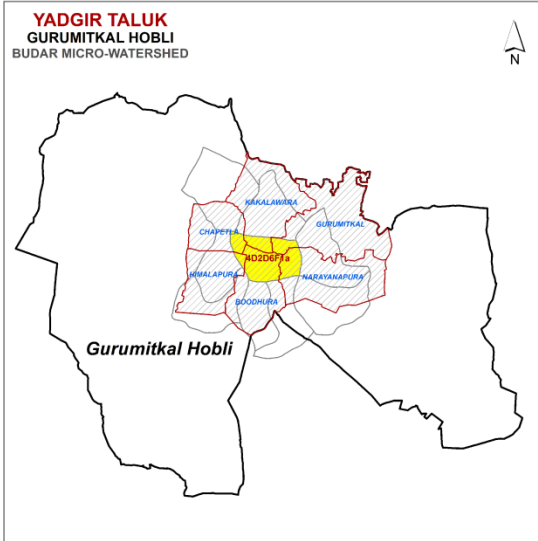 YADGIR TALUK
GURUMITKAL HOBLI
BUDAR MICRO-WATERSHED
N
KAKALAWARA
GURUMITKAL
CHAPETLA
4D2D6F1a
HIMALAPURA
NARAYANAPURA
BOODHURA
Gurumitkal Hobli